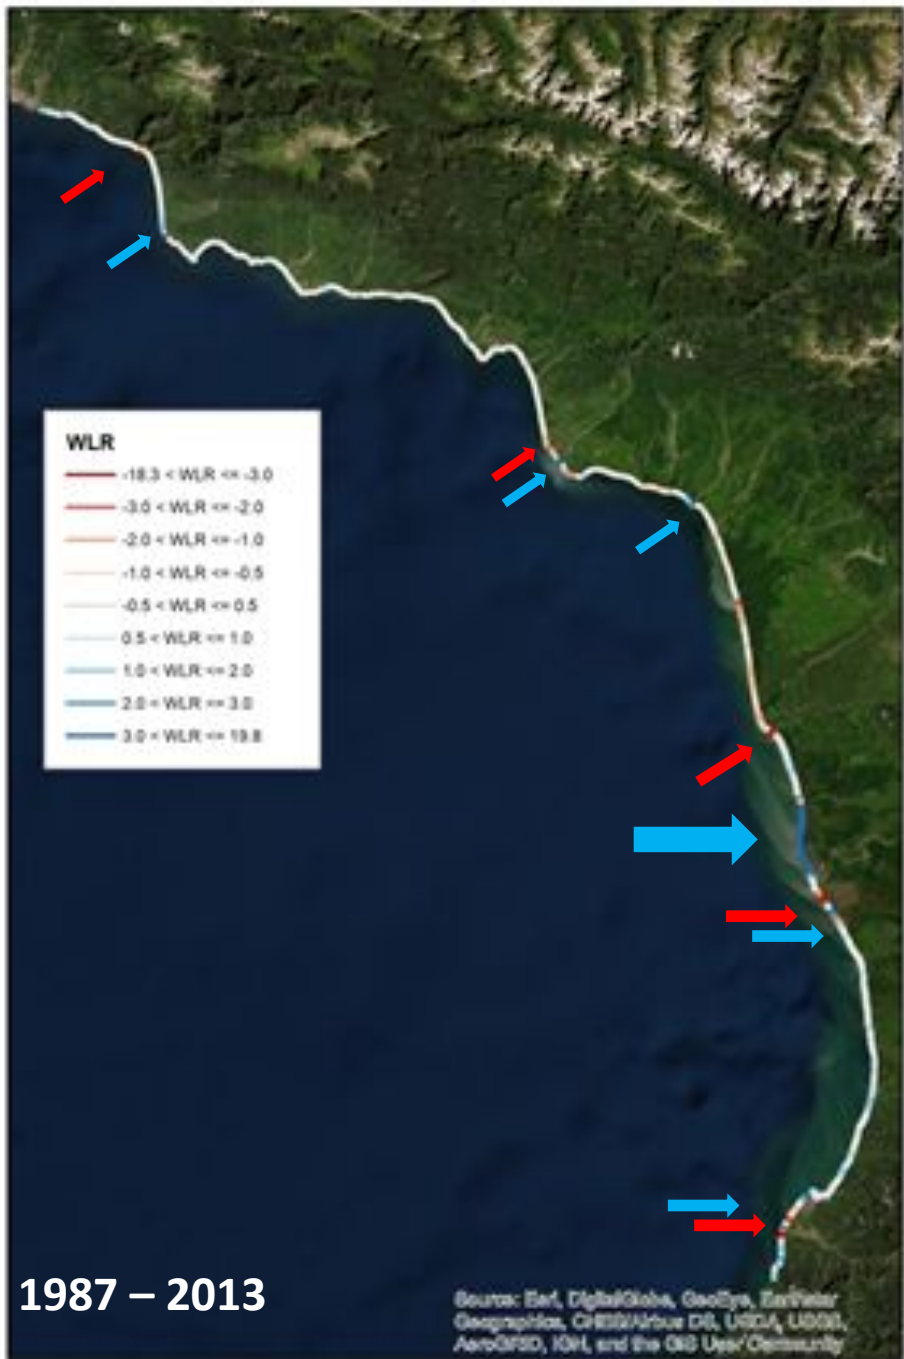 WLR
-18.3 < WLR <= -3.0
-3.0 < WLR <= -2.0
-2.0 < WLR <= -1.0
-1.0 < WLR <= -0.5
-0.5 < WLR <= 0.5
0.5 < WLR <= 1.0
1.0 < WLR <= 2.0
2.0 < WLR <= 3.0
3.0 < WLR <= 19.8
1987 – 2013
Source: Esri, DigitalGlobe, GeoEye, Earthstar
Geographics, CNES/Airbus DS, USDA, USGS,
AeroGRID, IGN, and the GIS User Community